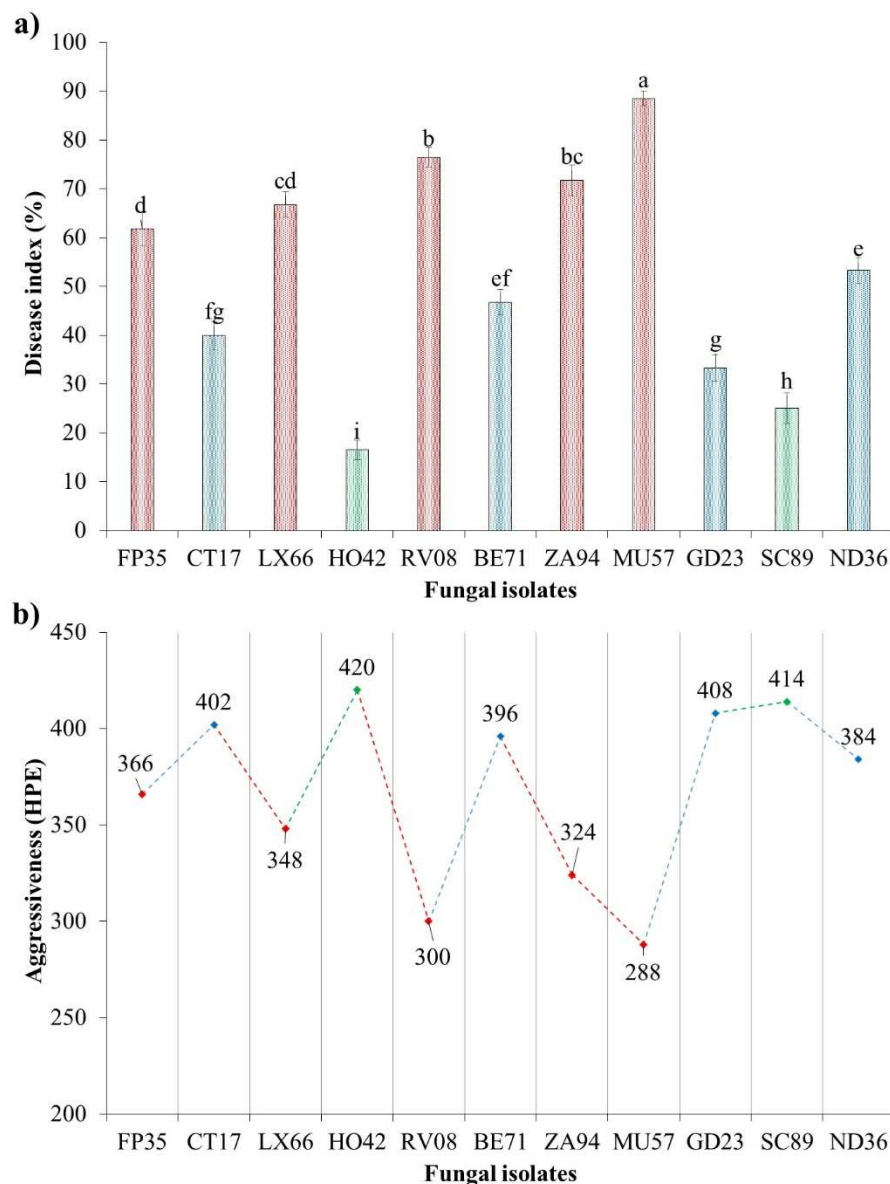 a)
100
90
80
70
60
50
40
30
20
10
0
Disease index (%)
d
fg
cd
i
b
ef
bc
a
g
h
e
FP35 CT17 LX66 HO42 RV08 BE71 ZA94 MU57 GD23 SC89 ND36
Fungal isolates
b)
450
400
350
300
250
200
Aggressiveness (HPE)
366
402
348
420
300
396
324
288
408
414
384
FP35 CT17 LX66 HO42 RV08 BE71 ZA94 MU57 GD23 SC89 ND36
Fungal isolates